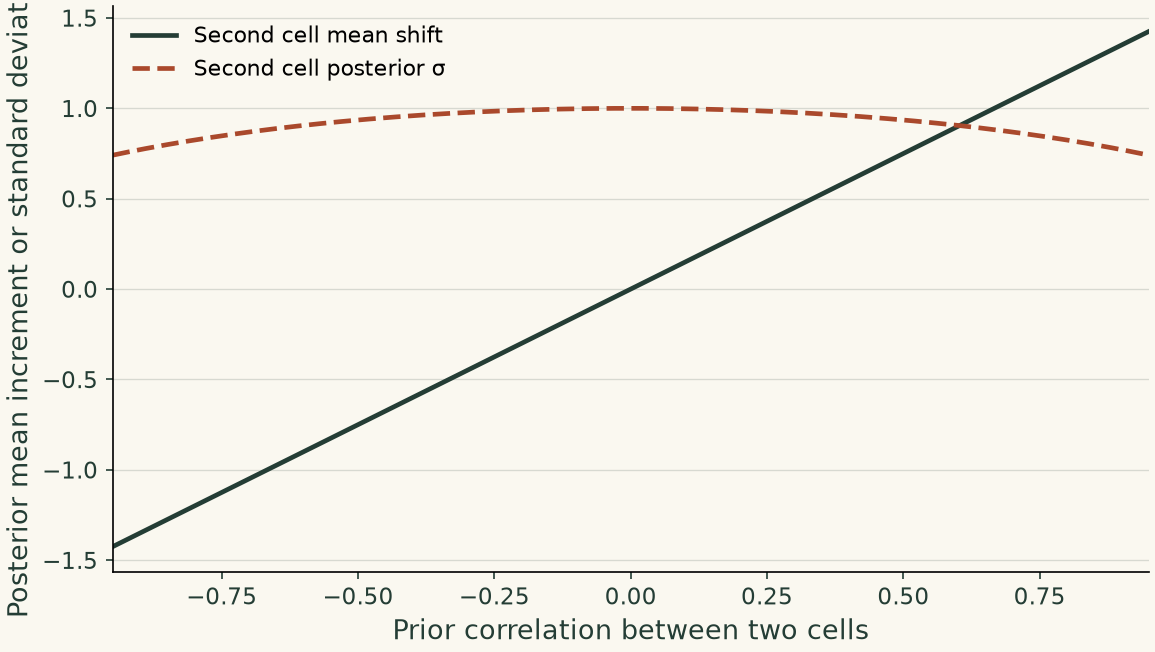 Posterior mean increment or standard deviat
1.5
1.0
0.5
0.0
−0.5
−1.0
−1.5
Second cell mean shift
Second cell posterior σ
−0.75 −0.50 −0.25 0.00 0.25 0.50 0.75
Prior correlation between two cells